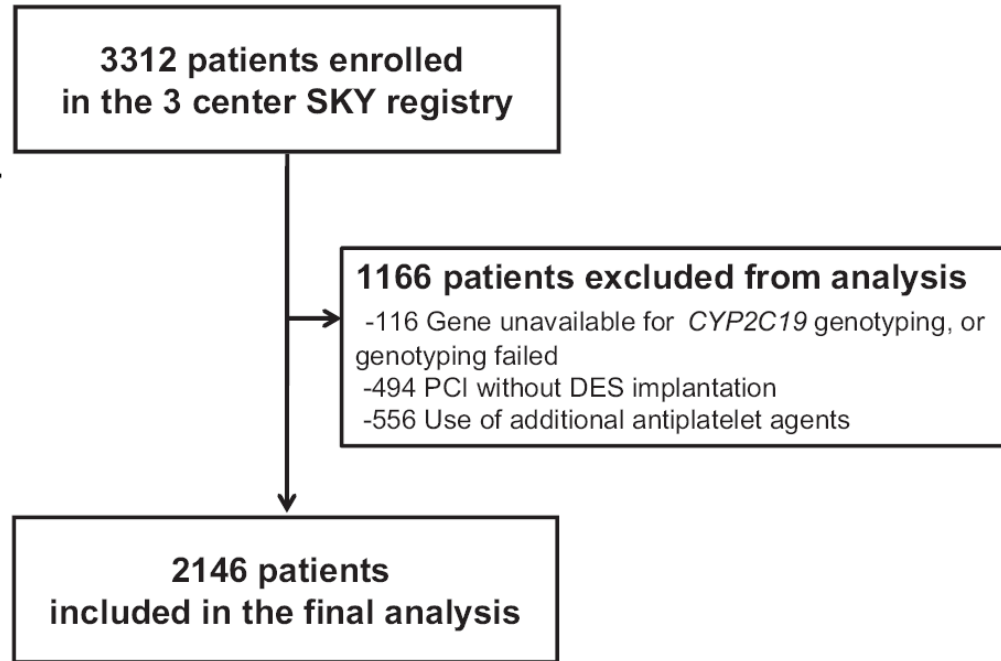 3312 patients enrolled
in the 3 center SKY registry
1166 patients excluded from analysis
-116 Gene unavailable for CYP2C19 genotyping, or
genotyping failed
-494 PCI without DES implantation
-556 Use of additional antiplatelet agents
2146 patients
included in the final analysis